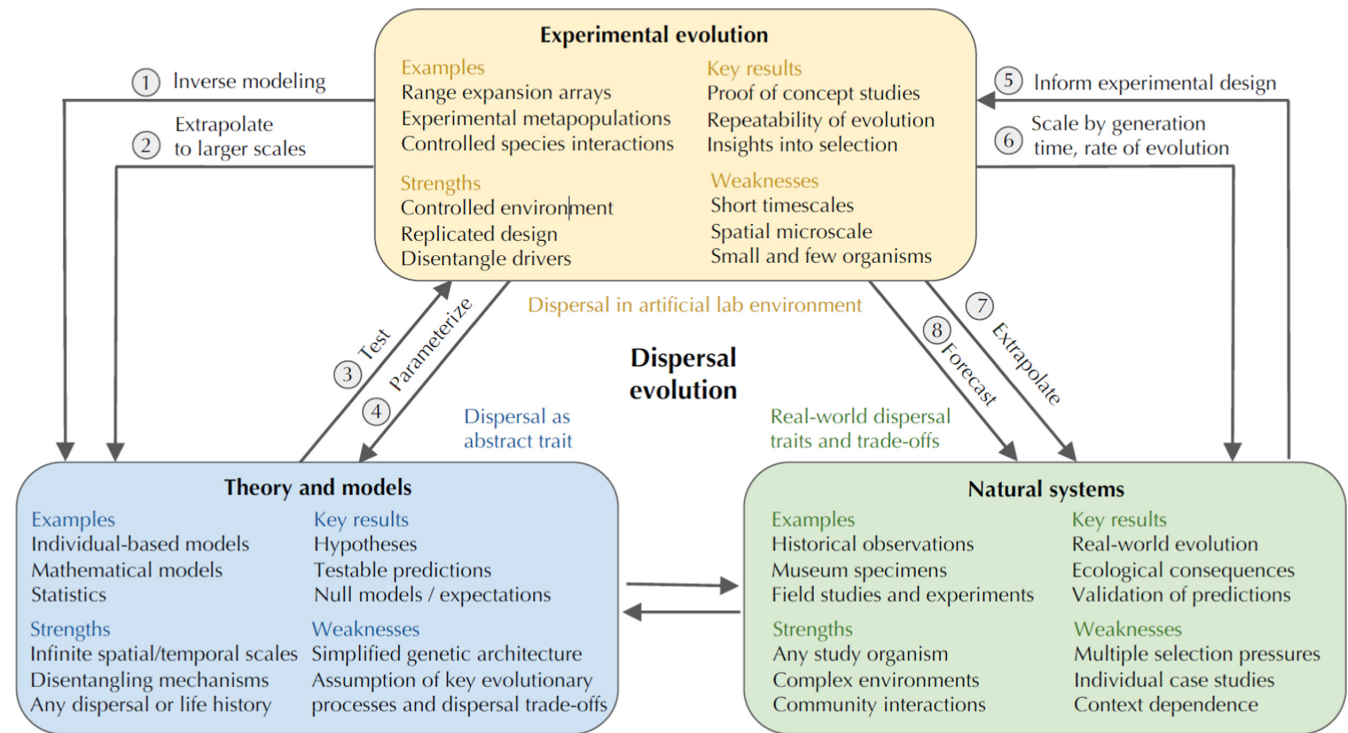 Experimental evolution
Examples
Range expansion arrays
Experimental metapopulations
Controlled species interactions
Key results
Proof of concept studies
Repeatability of evolution
Insights into selection
Strengths
Controlled environment
Replicated design
Disentangle drivers
Weaknesses
Short timescales
Spatial microscale
Small and few organisms
1 Inverse modeling
2 Extrapolate
to larger scales
5 Inform experimental design
6 Scale by generation
time, rate of evolution
3 Test
4 Parameterize
Dispersal in artificial lab environment
Dispersal
evolution
7 Extrapolate
8 Forecast
Dispersal as
abstract trait
Real-world dispersal
traits and trade-offs
Theory and models
Examples
Individual-based models
Mathematical models
Statistics
Key results
Hypotheses
Testable predictions
Null models / expectations
Strengths
Infinite spatial/temporal scales
Disentangling mechanisms
Any dispersal or life history
Weaknesses
Simplified genetic architecture
Assumption of key evolutionary
processes and dispersal trade-offs
Natural systems
Examples
Historical observations
Museum specimens
Field studies and experiments
Key results
Real-world evolution
Ecological consequences
Validation of predictions
Strengths
Any study organism
Complex environments
Community interactions
Weaknesses
Multiple selection pressures
Individual case studies
Context dependence